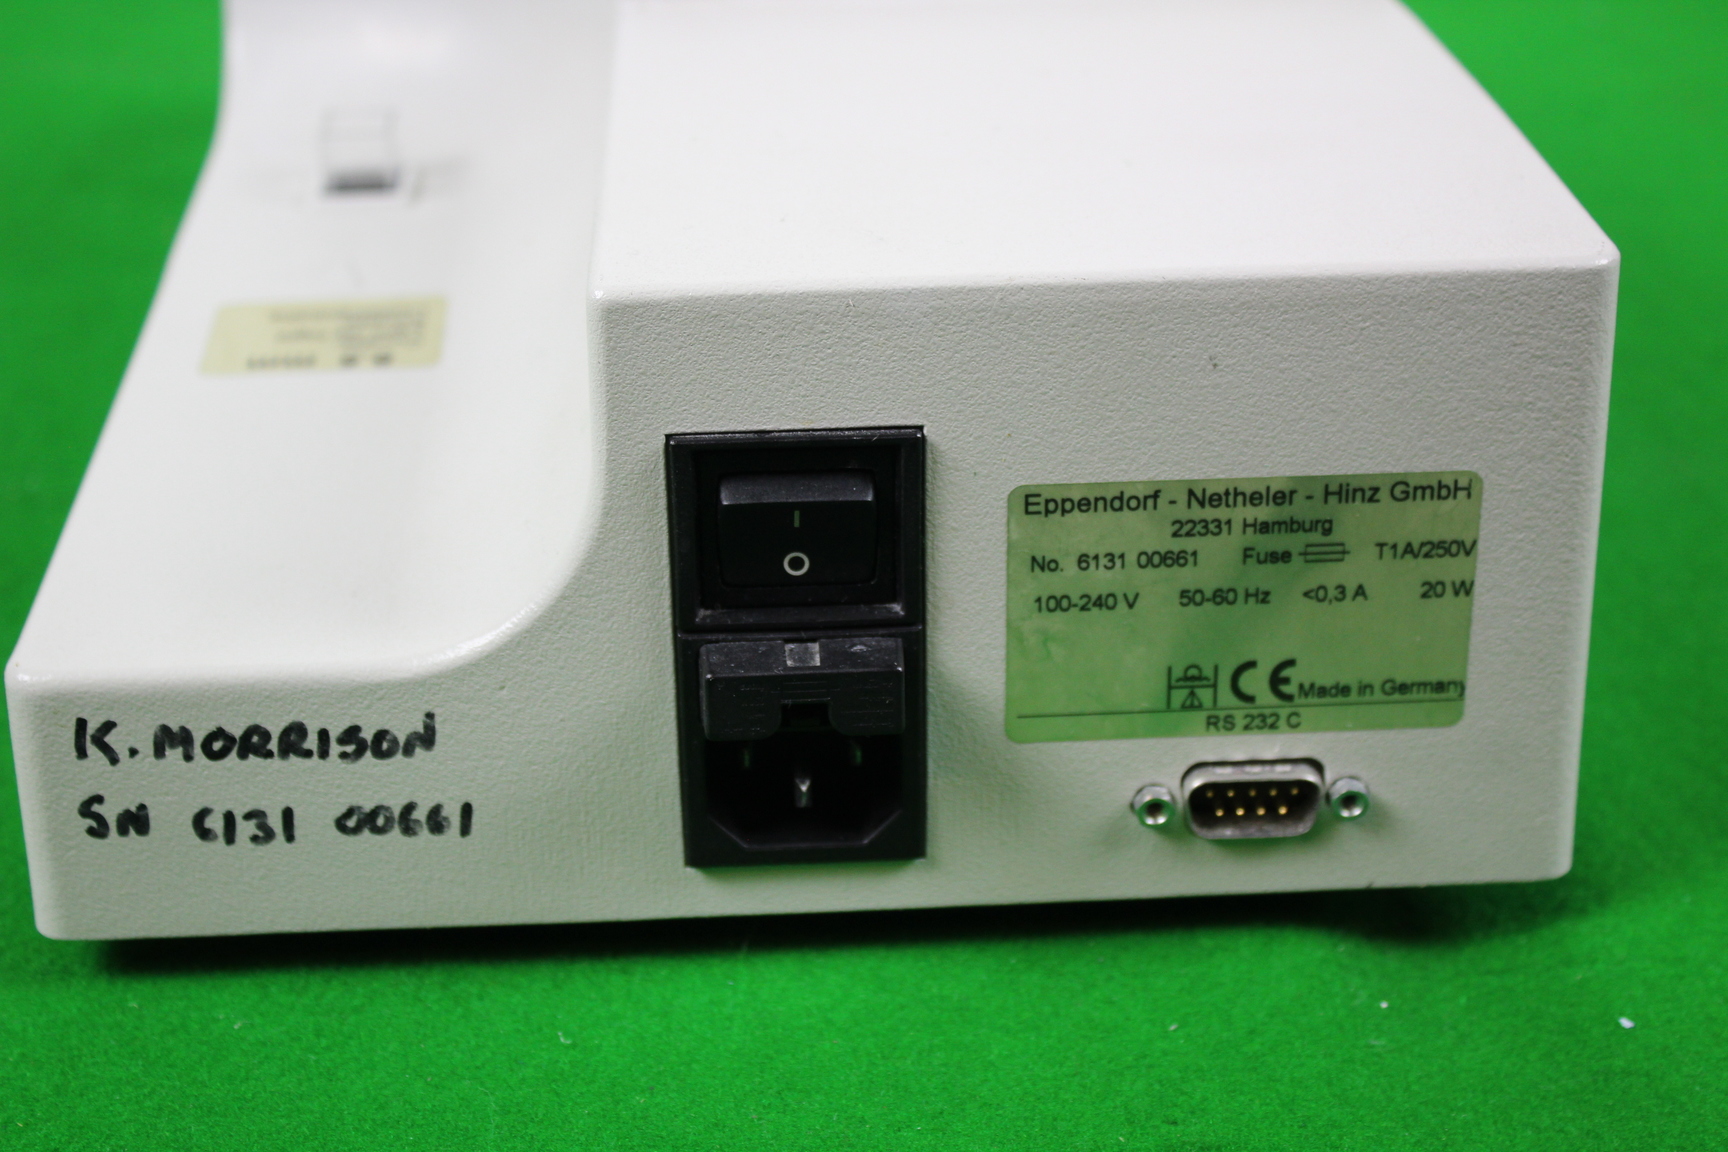 K. MORRISON
SN 6131 00661
I
O
Eppendorf - Netheler - Hinz GmbH
22331 Hamburg
No. 6131 00661 Fuse T1A/250V
100-240 V 50-60 Hz <0,3 A 20 W
CE Made in Germany
RS 232 C